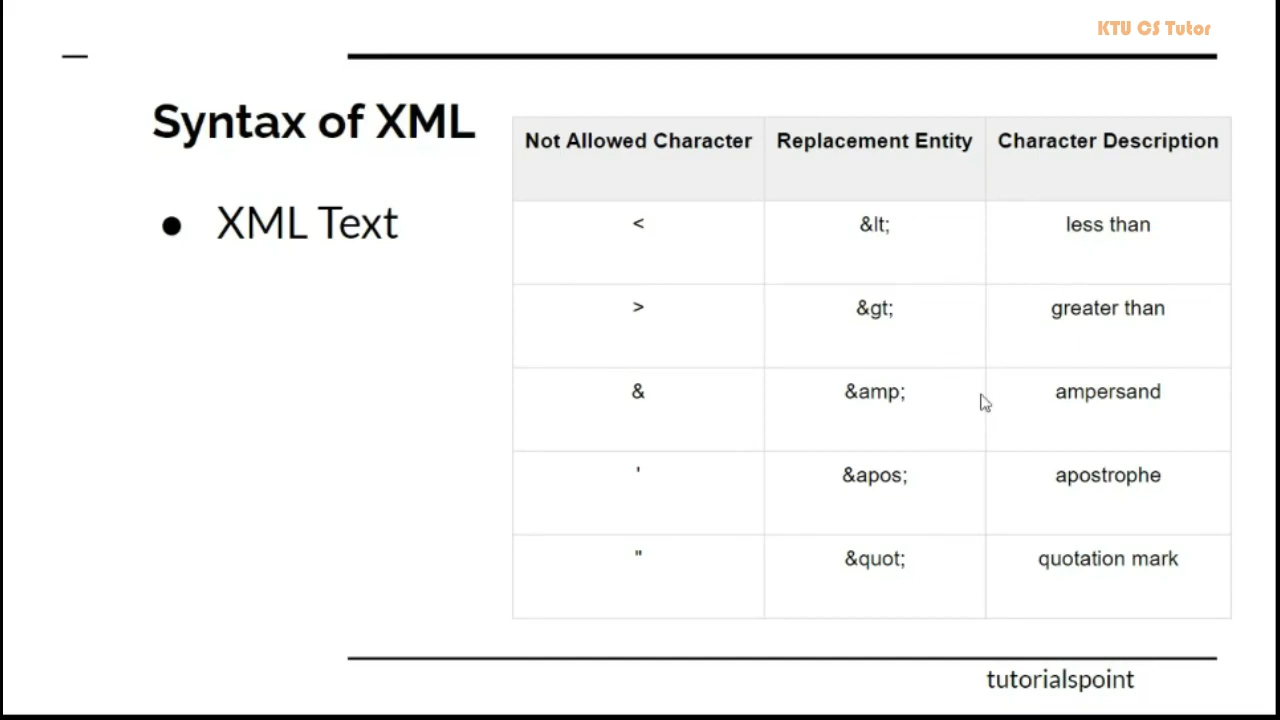 KTU CS Tutor
Syntax of XML
● XML Text
Not Allowed Character Replacement Entity Character Description
< &lt; less than
> &gt; greater than
& &amp; ampersand
' &apos; apostrophe
" &quot; quotation mark
tutorialspoint